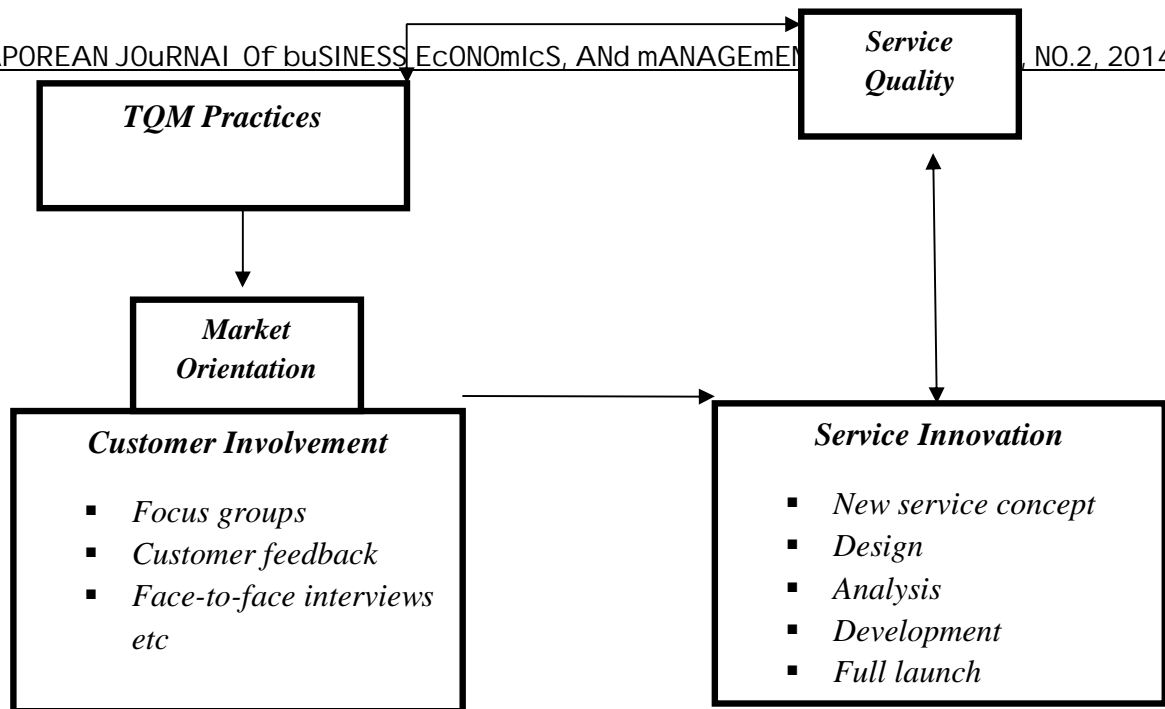 APOREAN JOuRNAl Of buSINESS EcONOmIcS, ANd mANAGEmEN , NO.2, 2014
Service
Quality
TQM Practices
Market
Orientation
Customer Involvement
▪ Focus groups
▪ Customer feedback
▪ Face-to-face interviews
etc
Service Innovation
▪ New service concept
▪ Design
▪ Analysis
▪ Development
▪ Full launch